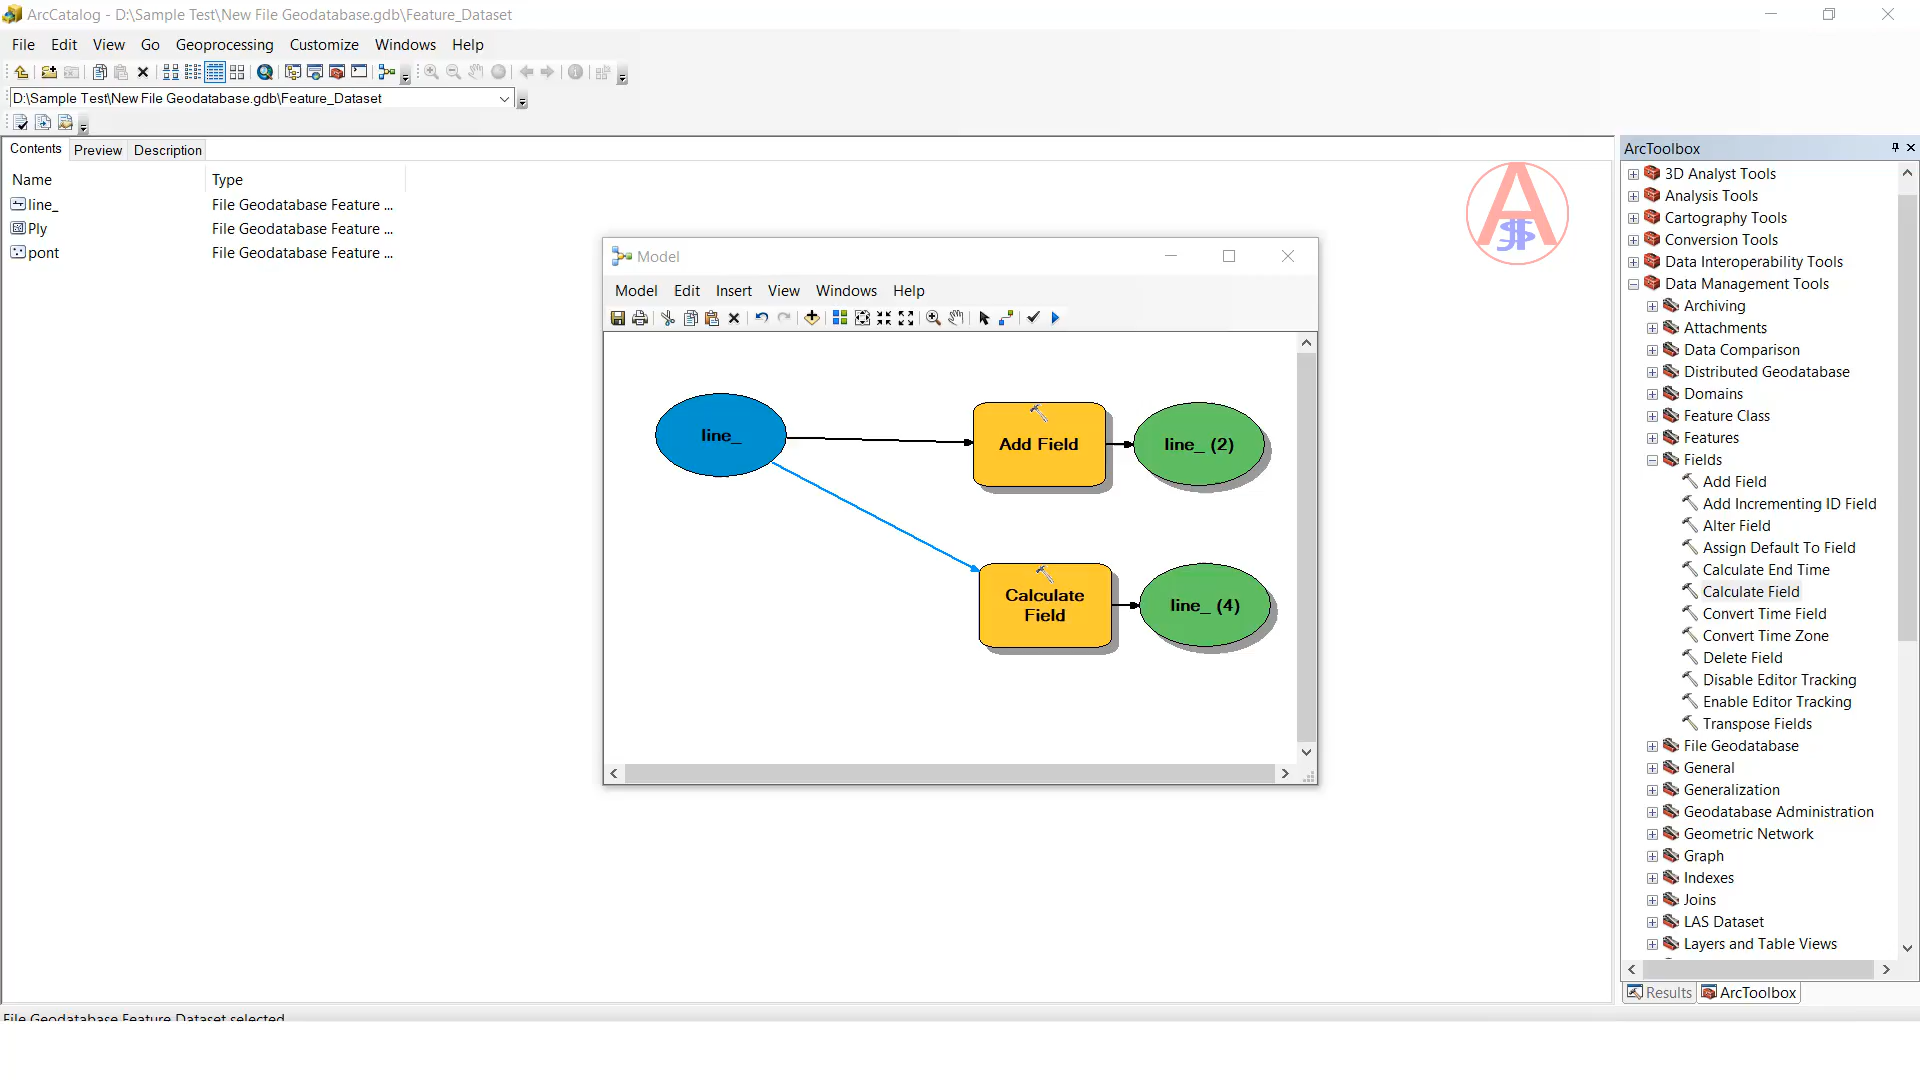 ArcCatalog - D:\Sample Test\New File Geodatabase.gdb\Feature_Dataset
File Edit View Go Geoprocessing Customize Windows Help
D:\Sample Test\New File Geodatabase.gdb\Feature_Dataset
Contents Preview Description
Name Type
line_ File Geodatabase Feature ...
Ply File Geodatabase Feature ...
pont File Geodatabase Feature ...
Model
Model Edit Insert View Windows Help
line_
Add Field
line_ (2)
Calculate
Field
line_ (4)
ArcToolbox
3D Analyst Tools
Analysis Tools
Cartography Tools
Conversion Tools
Data Interoperability Tools
Data Management Tools
Archiving
Attachments
Data Comparison
Distributed Geodatabase
Domains
Feature Class
Features
Fields
Add Field
Add Incrementing ID Field
Alter Field
Assign Default To Field
Calculate End Time
Calculate Field
Convert Time Field
Convert Time Zone
Delete Field
Disable Editor Tracking
Enable Editor Tracking
Transpose Fields
File Geodatabase
General
Generalization
Geodatabase Administration
Geometric Network
Graph
Indexes
Joins
LAS Dataset
Layers and Table Views
Results ArcToolbox
File Geodatabase Feature Dataset selected